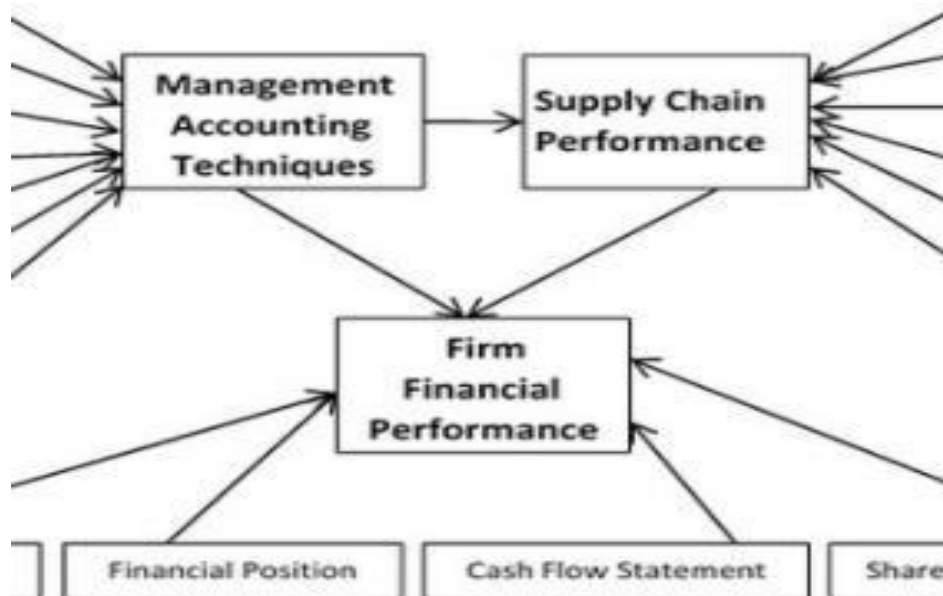 Management
Accounting
Techniques
Supply Chain
Performance
Firm
Financial
Performance
Financial Position
Cash Flow Statement
Share